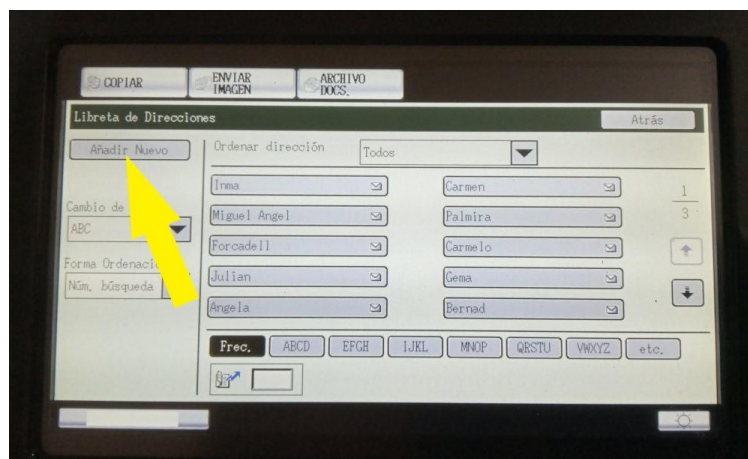 COPIAR
ENVIAR
IMAGEN
ARCHIVO
DOCS.
Libreta de Direcciones
Atrás
Añadir Nuevo
Ordenar dirección
Todos
Inma
Carmen
1
Cambio de
Miguel Angel
Palmira
3
ABC
Forcadell
Carmelo
Forma Ordenació
Julian
Gema
Núm. búsqueda
Angela
Bernad
Frec.
ABCD
EFGH
IJKL
MNOP
QRSTU
VWXYZ
etc.